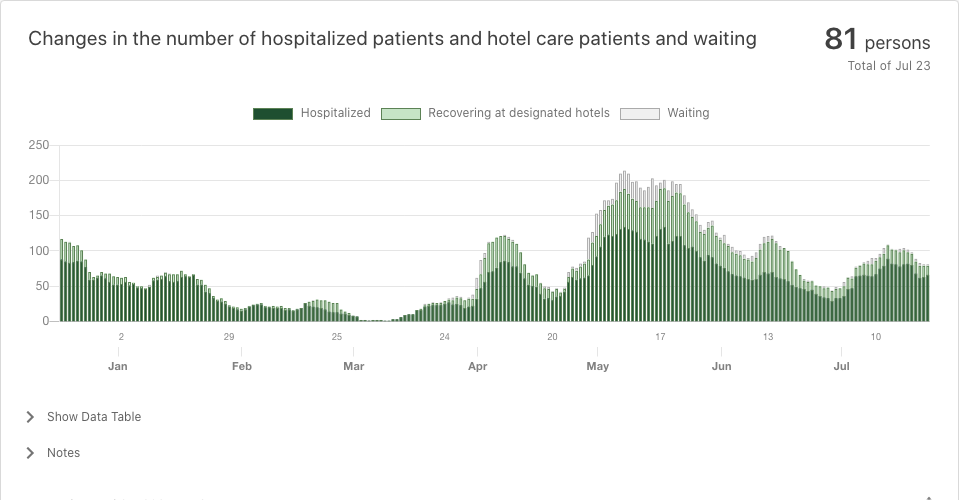 Changes in the number of hospitalized patients and hotel care patients and waiting
81 persons
Total of Jul 23
Hospitalized Recovering at designated hotels Waiting
250
200
150
100
50
0
2 29 25 24 20 17 13 10
Jan Feb Mar Apr May Jun Jul
Show Data Table
Notes